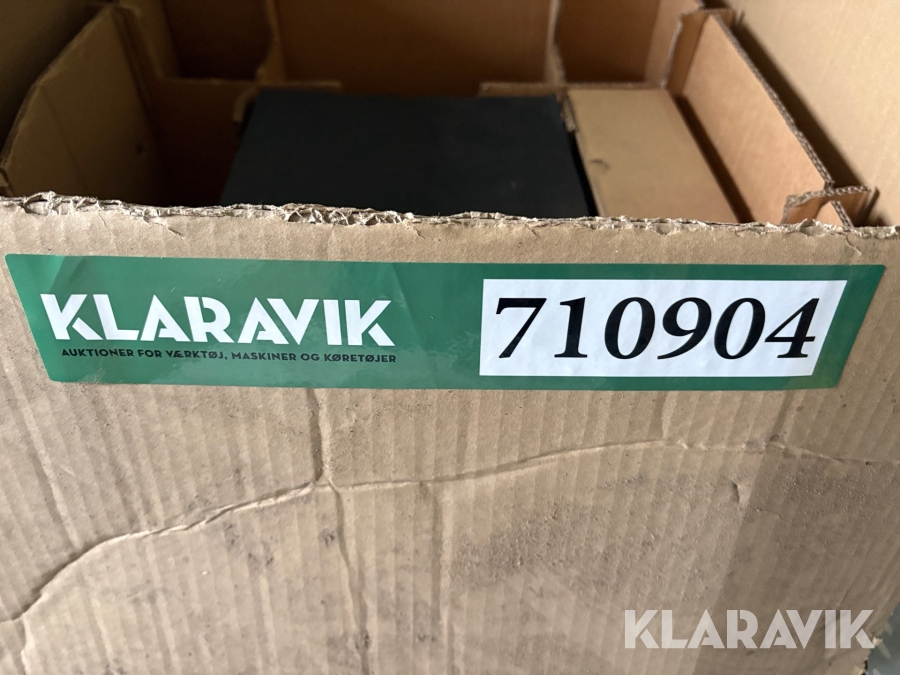 KLARAVIK
AUKTIONER FOR VÆRKTØJ, MASKINER OG KØRETØJER
710904
KLARAVIK